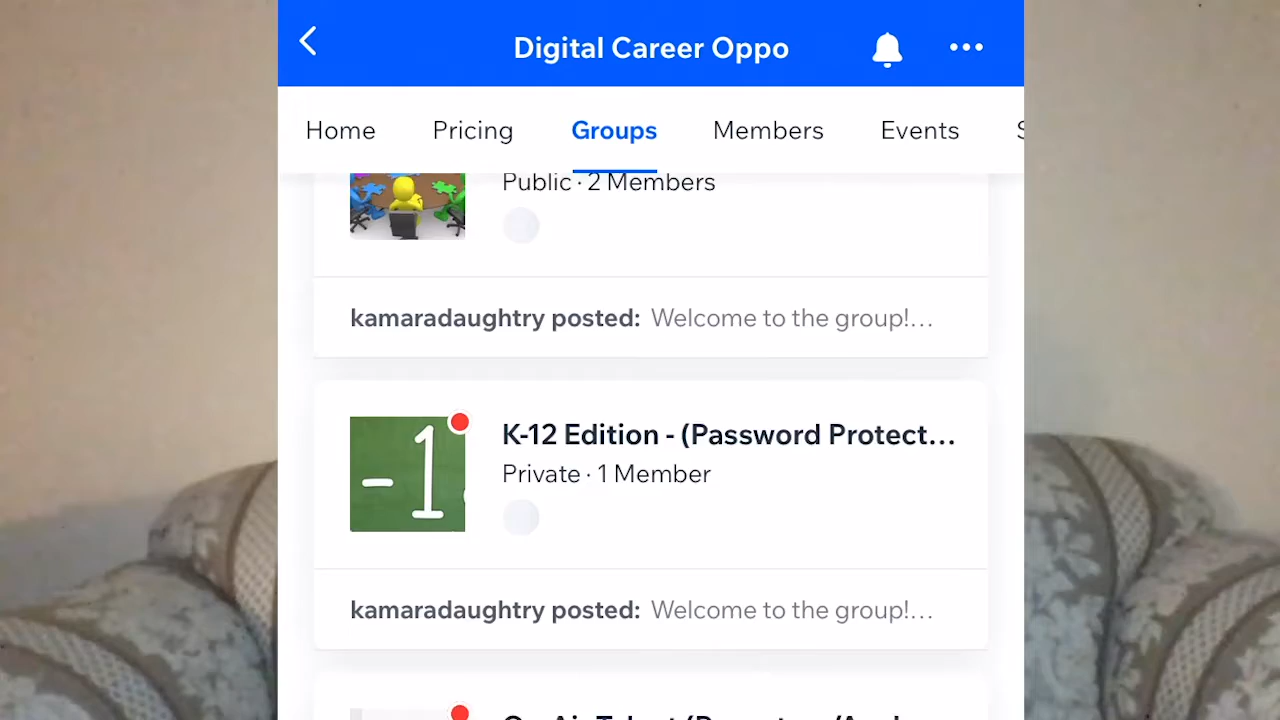 Digital Career Oppo
Home Pricing Groups Members Events
Public · 2 Members
kamaradaughtry posted: Welcome to the group!...
-1
K-12 Edition - (Password Protect...
Private · 1 Member
kamaradaughtry posted: Welcome to the group!...